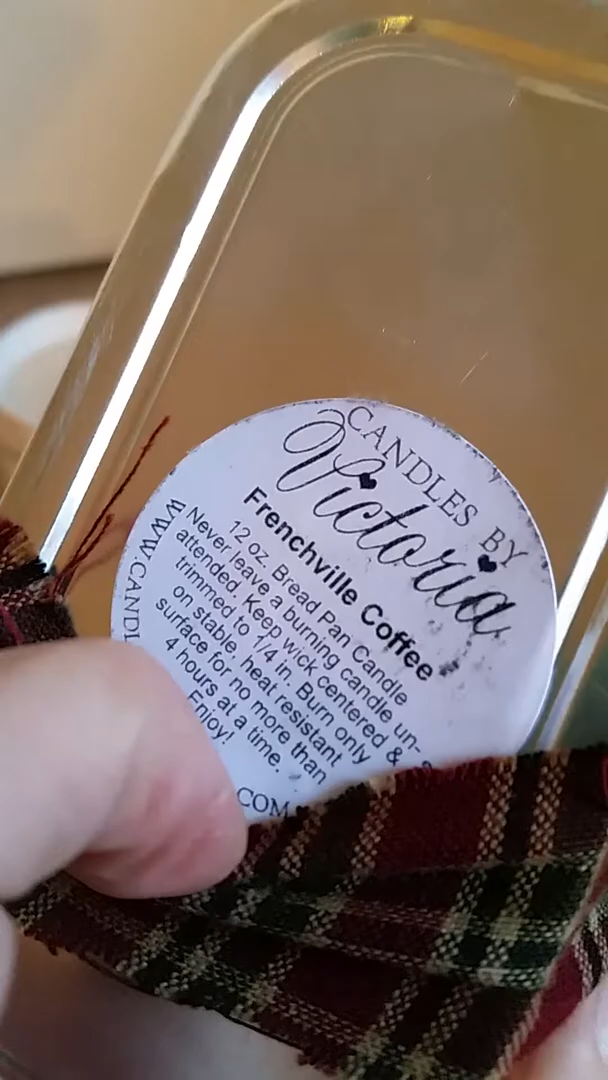 CANDLES BY
Victoria
Frenchville Coffee
12 oz. Bread Pan Candle
Never leave a burning candle un-
attended. Keep wick centered &
trimmed to 1/4 in. Burn only
on stable, heat resistant
surface for no more than
4 hours at a time.
Enjoy!
WWW.CANDL
.COM